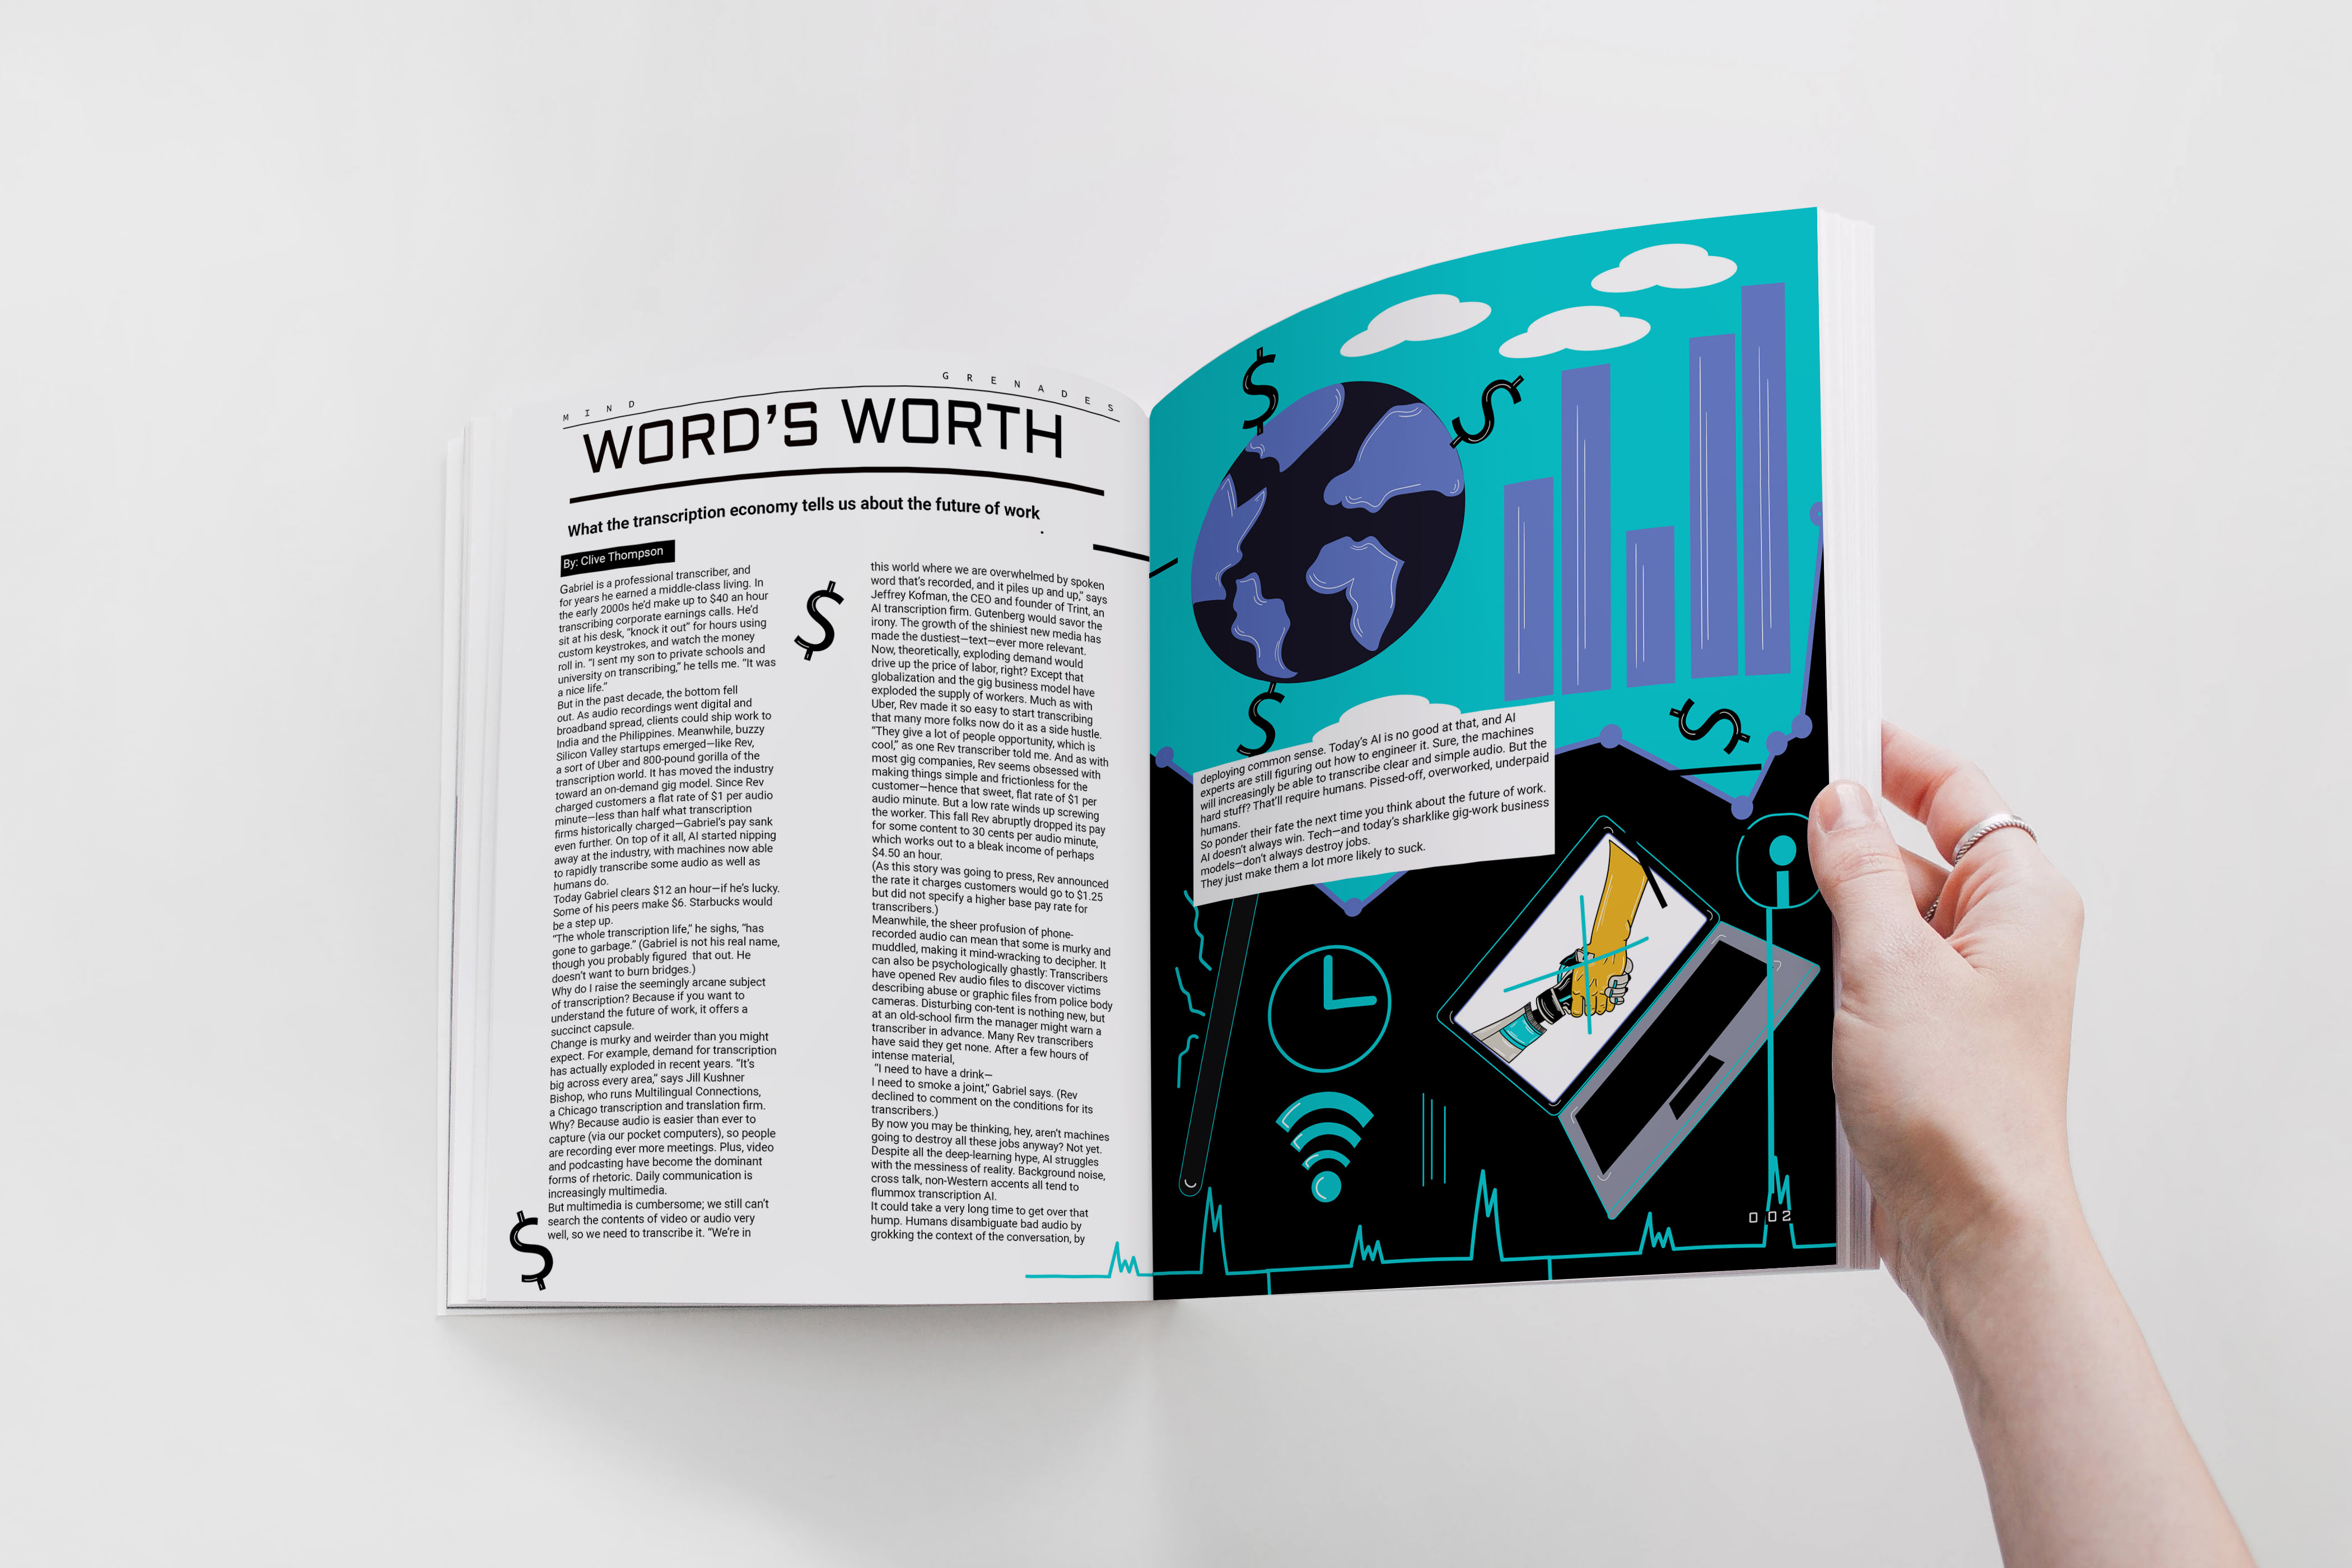 MIND GRENADES
WORD'S WORTH
What the transcription economy tells us about the future of work
.
By: Clive Thompson
Gabriel is a professional transcriber, and
for years he earned a middle-class living. In
the early 2000s he'd make up to $40 an hour
transcribing corporate earnings calls. He'd
sit at his desk, "knock it out" for hours using
custom keystrokes, and watch the money
roll in. "I sent my son to private schools and
university on transcribing," he tells me. "It was
a nice life."
But in the past decade, the bottom fell
out. As audio recordings went digital and
broadband spread, clients could ship work to
India and the Philippines. Meanwhile, buzzy
Silicon Valley startups emerged—like Rev,
a sort of Uber and 800-pound gorilla of the
transcription world. It has moved the industry
toward an on-demand gig model. Since Rev
charged customers a flat rate of $1 per audio
minute—less than half what transcription
firms historically charged—Gabriel's pay sank
even further. On top of it all, AI started nipping
away at the industry, with machines now able
to rapidly transcribe some audio as well as
humans do.
Today Gabriel clears $12 an hour—if he's lucky.
Some of his peers make $6. Starbucks would
be a step up.
"The whole transcription life," he sighs, "has
gone to garbage." (Gabriel is not his real name,
though you probably figured that out. He
doesn't want to burn bridges.)
Why do I raise the seemingly arcane subject
of transcription? Because if you want to
understand the future of work, it offers a
succinct capsule.
Change is murky and weirder than you might
expect. For example, demand for transcription
has actually exploded in recent years. "It's
big across every area," says Jill Kushner
Bishop, who runs Multilingual Connections,
a Chicago transcription and translation firm.
Why? Because audio is easier than ever to
capture (via our pocket computers), so people
are recording ever more meetings. Plus, video
and podcasting have become the dominant
forms of rhetoric. Daily communication is
increasingly multimedia.
But multimedia is cumbersome; we still can't
search the contents of video or audio very
well, so we need to transcribe it. "We're in
$
$
this world where we are overwhelmed by spoken
word that's recorded, and it piles up and up," says
Jeffrey Kofman, the CEO and founder of Trint, an
AI transcription firm. Gutenberg would savor the
irony. The growth of the shiniest new media has
made the dustiest—text—ever more relevant.
Now, theoretically, exploding demand would
drive up the price of labor, right? Except that
globalization and the gig business model have
exploded the supply of workers. Much as with
Uber, Rev made it so easy to start transcribing
that many more folks now do it as a side hustle.
"They give a lot of people opportunity, which is
cool," as one Rev transcriber told me. And as with
most gig companies, Rev seems obsessed with
making things simple and frictionless for the
customer—hence that sweet, flat rate of $1 per
audio minute. But a low rate winds up screwing
the worker. This fall Rev abruptly dropped its pay
for some content to 30 cents per audio minute,
which works out to a bleak income of perhaps
$4.50 an hour.
(As this story was going to press, Rev announced
the rate it charges customers would go to $1.25
but did not specify a higher base pay rate for
transcribers.)
Meanwhile, the sheer profusion of phone-
recorded audio can mean that some is murky and
muddled, making it mind-wracking to decipher. It
can also be psychologically ghastly: Transcribers
have opened Rev audio files to discover victims
describing abuse or graphic files from police body
cameras. Disturbing con-tent is nothing new, but
at an old-school firm the manager might warn a
transcriber in advance. Many Rev transcribers
have said they get none. After a few hours of
intense material,
"I need to have a drink—
I need to smoke a joint," Gabriel says. (Rev
declined to comment on the conditions for its
transcribers.)
By now you may be thinking, hey, aren't machines
going to destroy all these jobs anyway? Not yet.
Despite all the deep-learning hype, AI struggles
with the messiness of reality. Background noise,
cross talk, non-Western accents all tend to
flummox transcription AI.
It could take a very long time to get over that
hump. Humans disambiguate bad audio by
grokking the context of the conversation, by
$
$
$
$
deploying common sense. Today's AI is no good at that, and AI
experts are still figuring out how to engineer it. Sure, the machines
will increasingly be able to transcribe clear and simple audio. But the
hard stuff? That'll require humans. Pissed-off, overworked, underpaid
humans.
So ponder their fate the next time you think about the future of work.
AI doesn't always win. Tech—and today's sharklike gig-work business
models—don't always destroy jobs.
They just make them a lot more likely to suck.
002